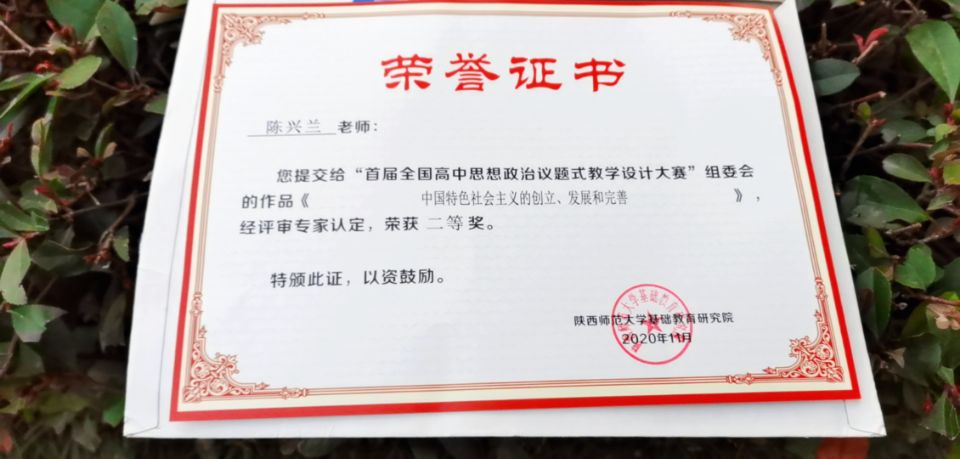 荣誉证书
陈兴兰 老师：
您提交给“首届全国高中思想政治议题式教学设计大赛”组委会
的作品《 中国特色社会主义的创立、发展和完善 》，
经评审专家认定，荣获 二等 奖。
特颁此证，以资鼓励。
陕西师范大学基础教育研究院
2020年11月